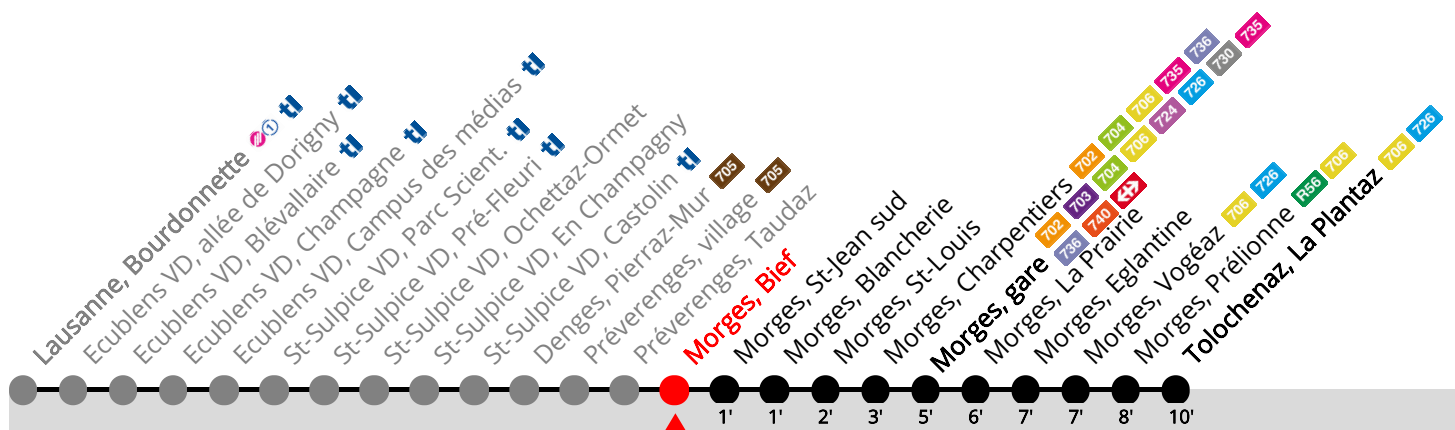 Lausanne, Bourdonnette m 1 tl
Ecublens VD, allée de Dorigny tl
Ecublens VD, Blévallaire tl
Ecublens VD, Champagne tl
Ecublens VD, Campus des médias tl
St-Sulpice VD, Parc Scient. tl
St-Sulpice VD, Pré-Fleuri tl
St-Sulpice VD, Ochettaz-Ormet
St-Sulpice VD, En Champagny
St-Sulpice VD, Castolin tl
Denges, Pierraz-Mur 705
Préverenges, village 705
Préverenges, Taudaz
Morges, Bief
Morges, St-Jean sud
Morges, Blancherie
Morges, St-Louis
Morges, Charpentiers 702 704 706 735 736
Morges, gare 702 703 704 706 724 726 730 735
736 740
Morges, La Prairie
Morges, Eglantine
Morges, Vogéaz 706 726
Morges, Prélionne R56 706
Tolochenaz, La Plantaz 706 726
1' 1' 2' 3' 5' 6' 7' 7' 8' 10'